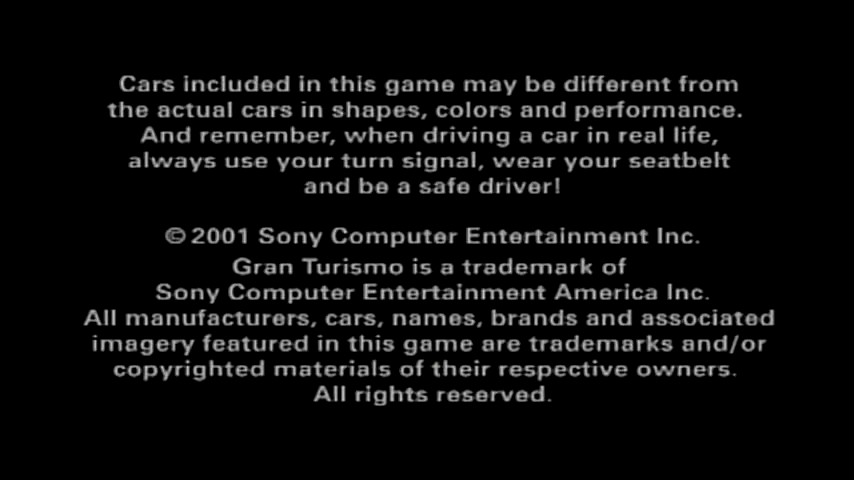 Cars included in this game may be different from
the actual cars in shapes, colors and performance.
And remember, when driving a car in real life,
always use your turn signal, wear your seatbelt
and be a safe driver!
© 2001 Sony Computer Entertainment Inc.
Gran Turismo is a trademark of
Sony Computer Entertainment America Inc.
All manufacturers, cars, names, brands and associated
imagery featured in this game are trademarks and/or
copyrighted materials of their respective owners.
All rights reserved.